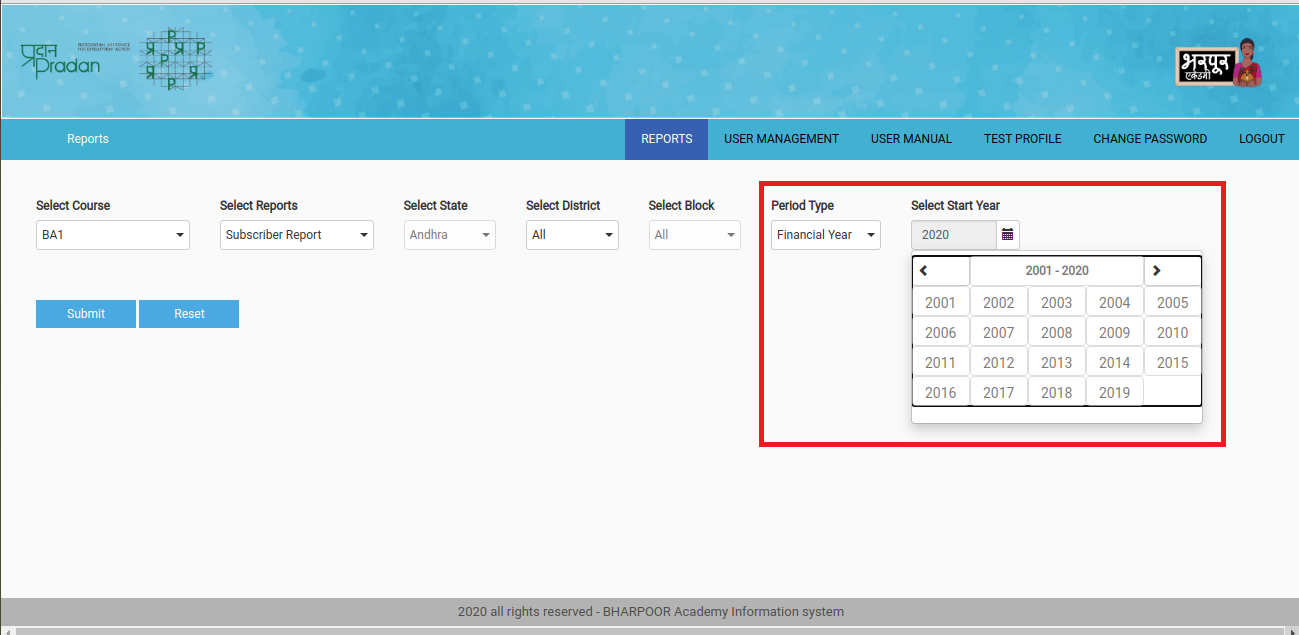 प्रदान
Pradan
PROFESSIONAL ASSISTANCE
FOR DEVELOPMENT ACTION
P
प्र प्र P
P
प्र प्र
P
भरपूर
एकेडमी
Reports
REPORTS
USER MANAGEMENT
USER MANUAL
TEST PROFILE
CHANGE PASSWORD
LOGOUT
Select Course
Select Reports
Select State
Select District
Select Block
Period Type
Select Start Year
BA1
Subscriber Report
Andhra
All
All
Financial Year
2020
2001 - 2020
2001 2002 2003 2004 2005
2006 2007 2008 2009 2010
2011 2012 2013 2014 2015
2016 2017 2018 2019
Submit
Reset
2020 all rights reserved - BHARPOOR Academy Information system